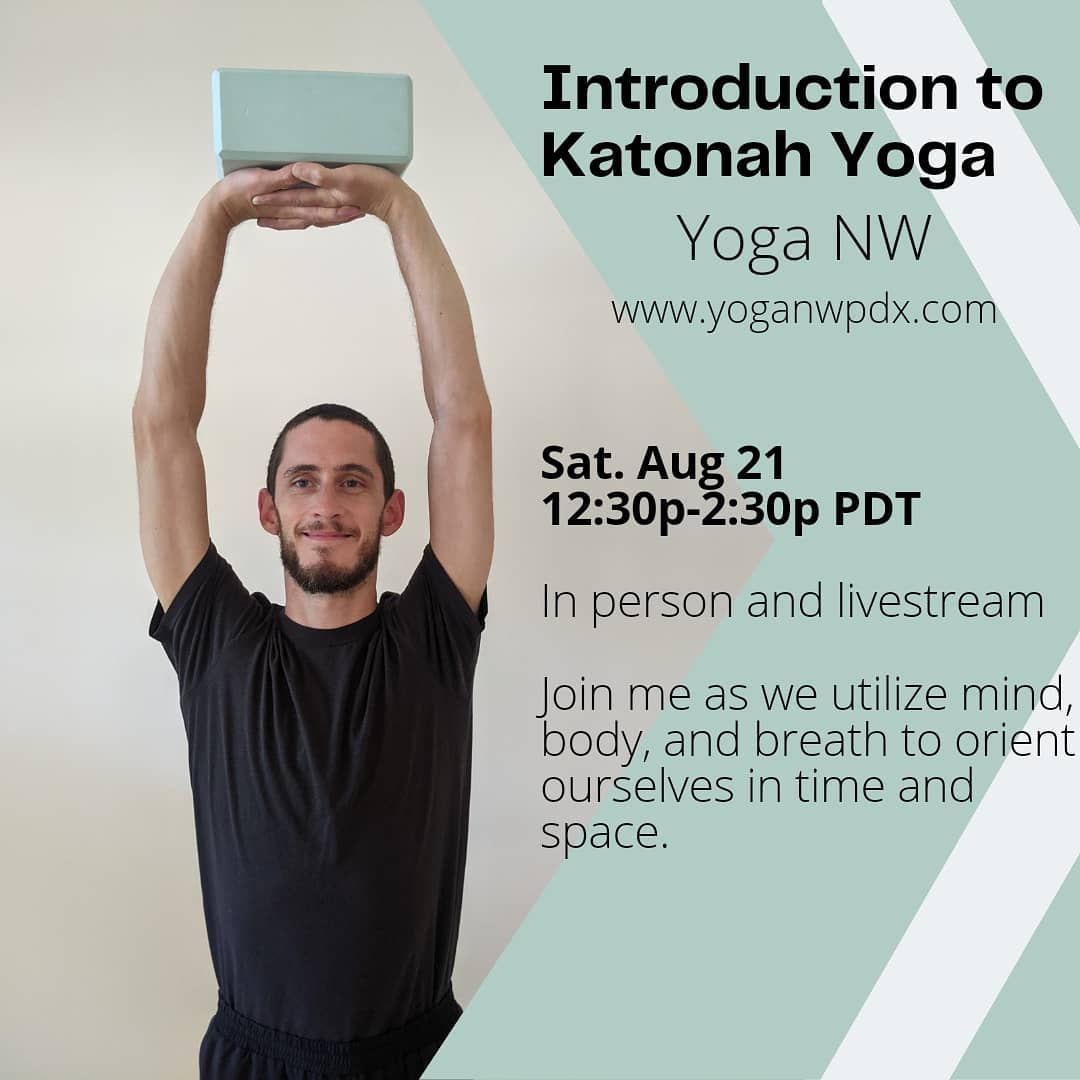 Introduction to
Katonah Yoga
Yoga NW
www.yoganwpdx.com
Sat. Aug 21
12:30p-2:30p PDT
In person and livestream
Join me as we utilize mind,
body, and breath to orient
ourselves in time and
space.